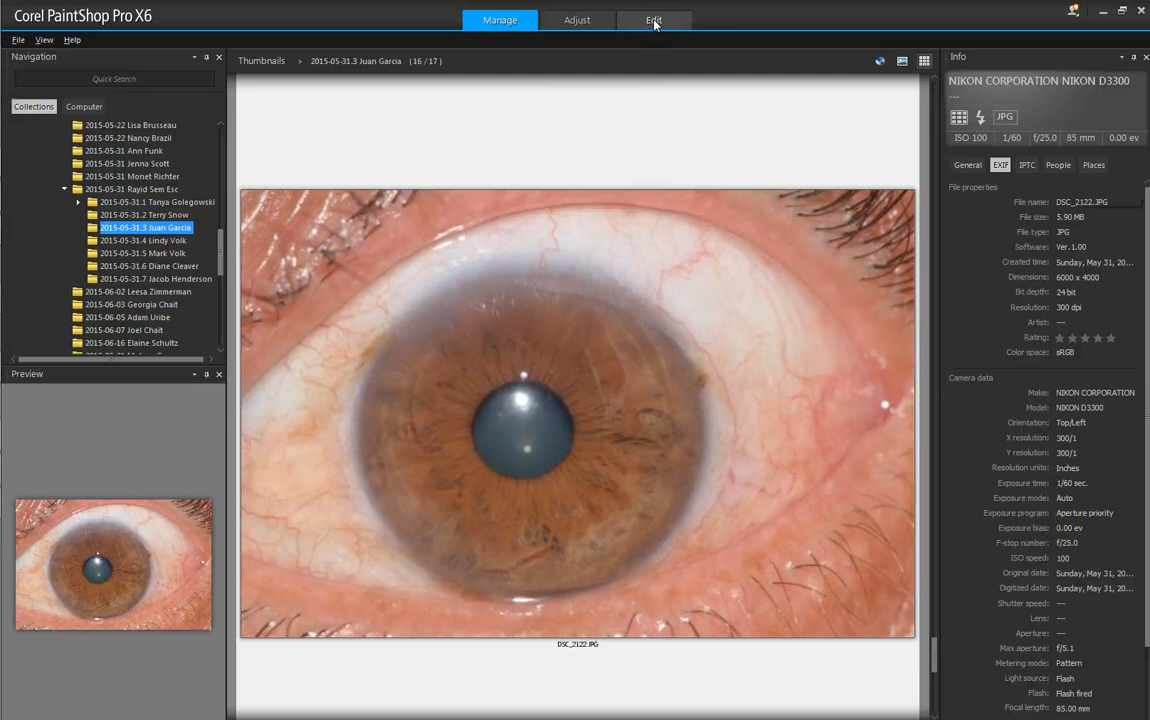 Corel PaintShop Pro X6
Manage
Adjust
Edit
File
View
Help
Navigation
Quick Search
Collections
Computer
2015-05-22 Lisa Brusseau
2015-05-22 Nancy Brazil
2015-05-31 Ann Funk
2015-05-31 Jenna Scott
2015-05-31 Monet Richter
2015-05-31 Rayid Sem Esc
2015-05-31.1 Tanya Golegowski
2015-05-31.2 Terry Snow
2015-05-31.3 Juan Garcia
2015-05-31.4 Lindy Volk
2015-05-31.5 Mark Volk
2015-05-31.6 Diane Cleaver
2015-05-31.7 Jacob Henderson
2015-06-02 Leesa Zimmerman
2015-06-03 Georgia Chait
2015-06-05 Adam Uribe
2015-06-07 Joel Chait
2015-06-16 Elaine Schultz
Preview
Thumbnails > 2015-05-31.3 Juan Garcia ( 16 / 17 )
DSC_2122.JPG
Info
NIKON CORPORATION NIKON D3300
---
JPG
ISO 100 1/60 f/25.0 85 mm 0.00 ev
General EXIF IPTC People Places
File properties
File name: DSC_2122.JPG
File size: 5.90 MB
File type: JPG
Software: Ver.1.00
Created time: Sunday, May 31, 20...
Dimensions: 6000 x 4000
Bit depth: 24 bit
Resolution: 300 dpi
Artist: ---
Rating:
Color space: sRGB
Camera data
Make: NIKON CORPORATION
Model: NIKON D3300
Orientation: Top/Left
X resolution: 300/1
Y resolution: 300/1
Resolution units: Inches
Exposure time: 1/60 sec.
Exposure mode: Auto
Exposure program: Aperture priority
Exposure bias: 0.00 ev
F-stop number: f/25.0
ISO speed: 100
Original date: Sunday, May 31, 20...
Digitized date: Sunday, May 31, 20...
Shutter speed: ---
Lens: ---
Aperture: ---
Max aperture: f/5.1
Metering mode: Pattern
Light source: Flash
Flash: Flash fired
Focal length: 85.00 mm